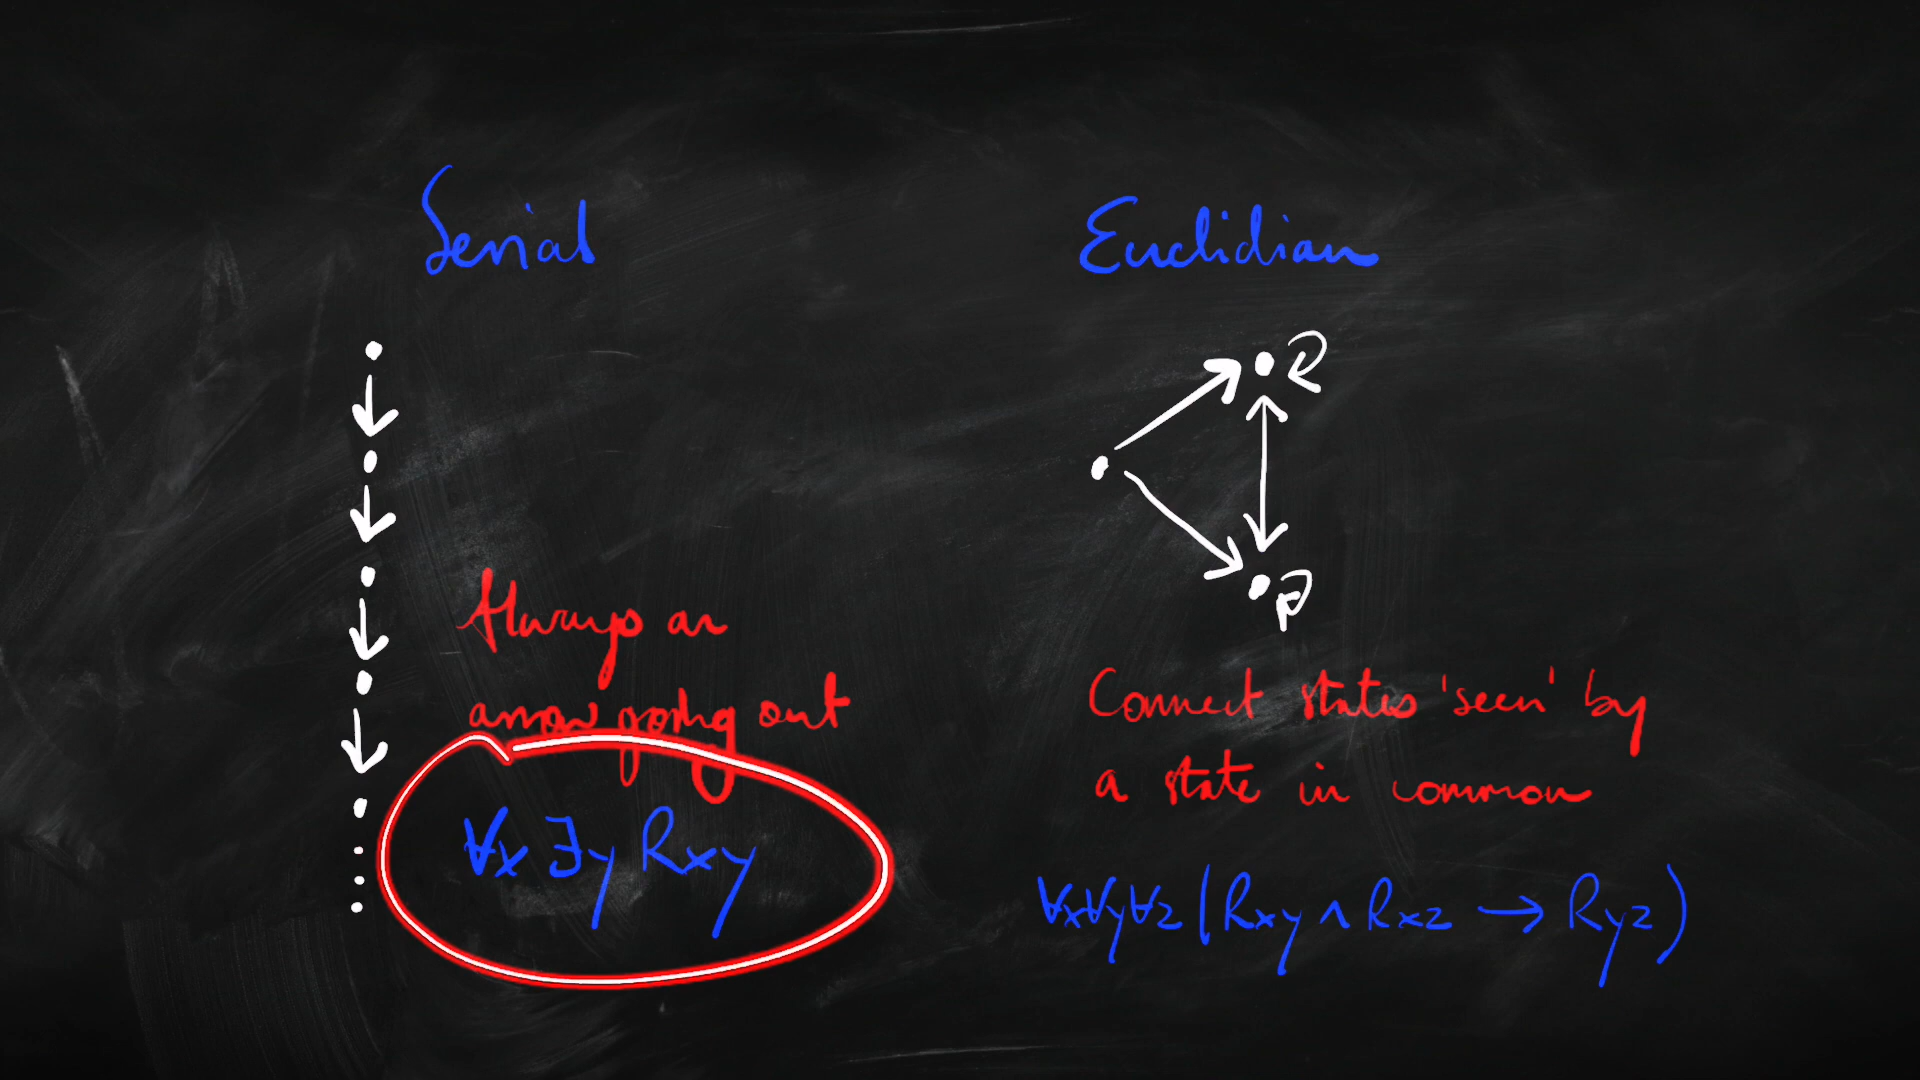 Serial
Always an
arrow going out
∀x ∃y Rxy
Euclidian
Connect states 'seen' by
a state in common
∀x∀y∀z(Rxy ∧ Rxz → Ryz)